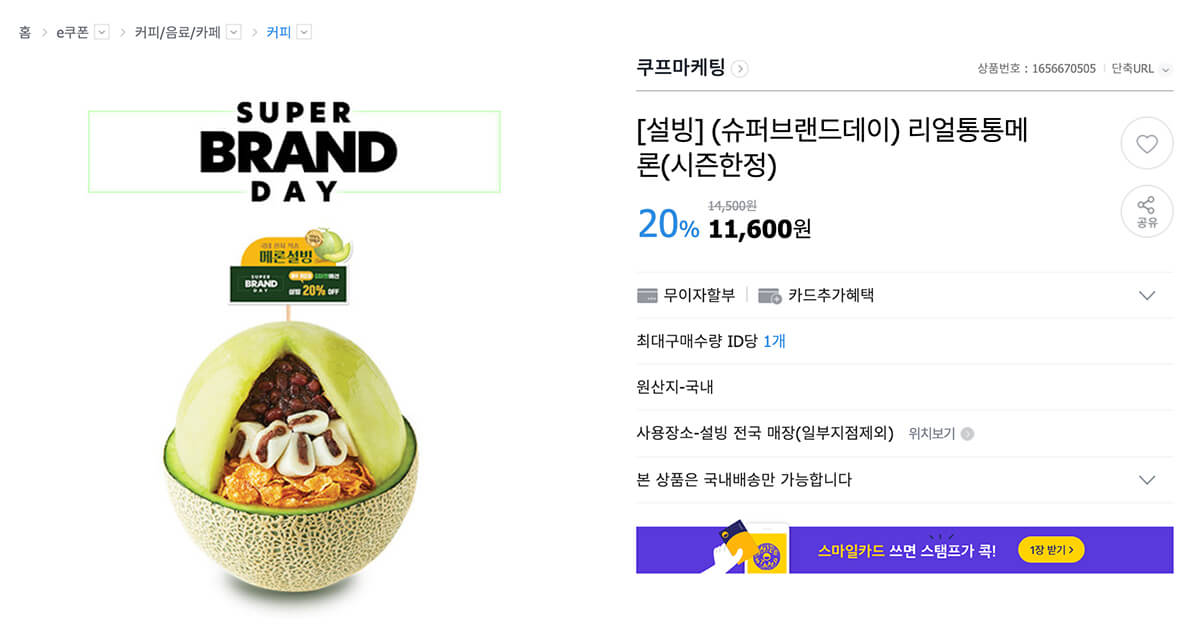 홈 > e쿠폰 > 커피/음료/카페 > 커피
SUPER
BRAND
DAY
메론설빙
SUPER
BRAND
DAY
설빙 20% OFF
쿠프마케팅
상품번호 : 1656670505
단축URL
[설빙] (슈퍼브랜드데이) 리얼통통메
론(시즌한정)
20% 14,500원
11,600원
공유
무이자할부
카드추가혜택
최대구매수량 ID당 1개
원산지-국내
사용장소-설빙 전국 매장(일부지점제외) 위치보기
본 상품은 국내배송만 가능합니다
스마일카드 쓰면 스탬프가 콕!
1장 받기 >